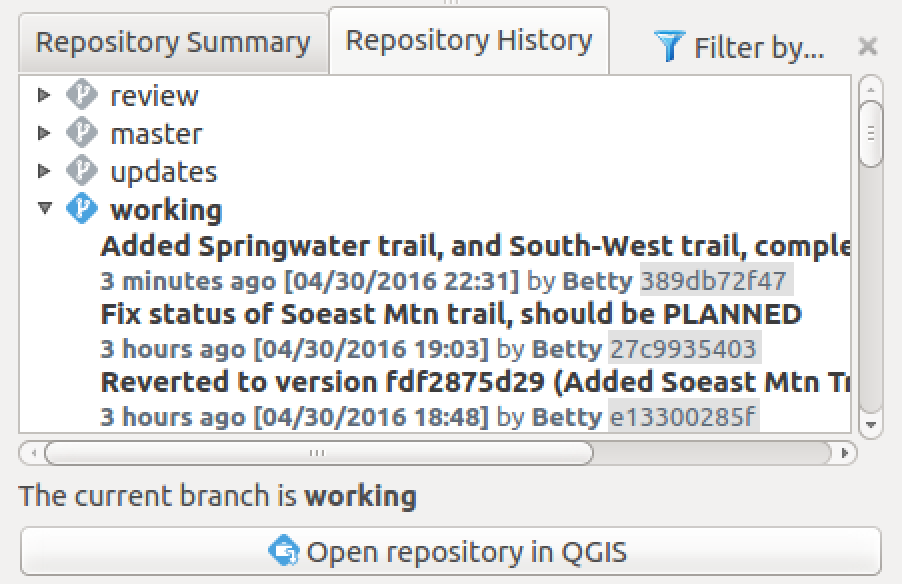 Repository Summary Repository History Filter by...
review
master
updates
working
Added Springwater trail, and South-West trail, comple
3 minutes ago [04/30/2016 22:31] by Betty 389db72f47
Fix status of Soeast Mtn trail, should be PLANNED
3 hours ago [04/30/2016 19:03] by Betty 27c9935403
Reverted to version fdf2875d29 (Added Soeast Mtn Tr
3 hours ago [04/30/2016 18:48] by Betty e13300285f
The current branch is working
Open repository in QGIS